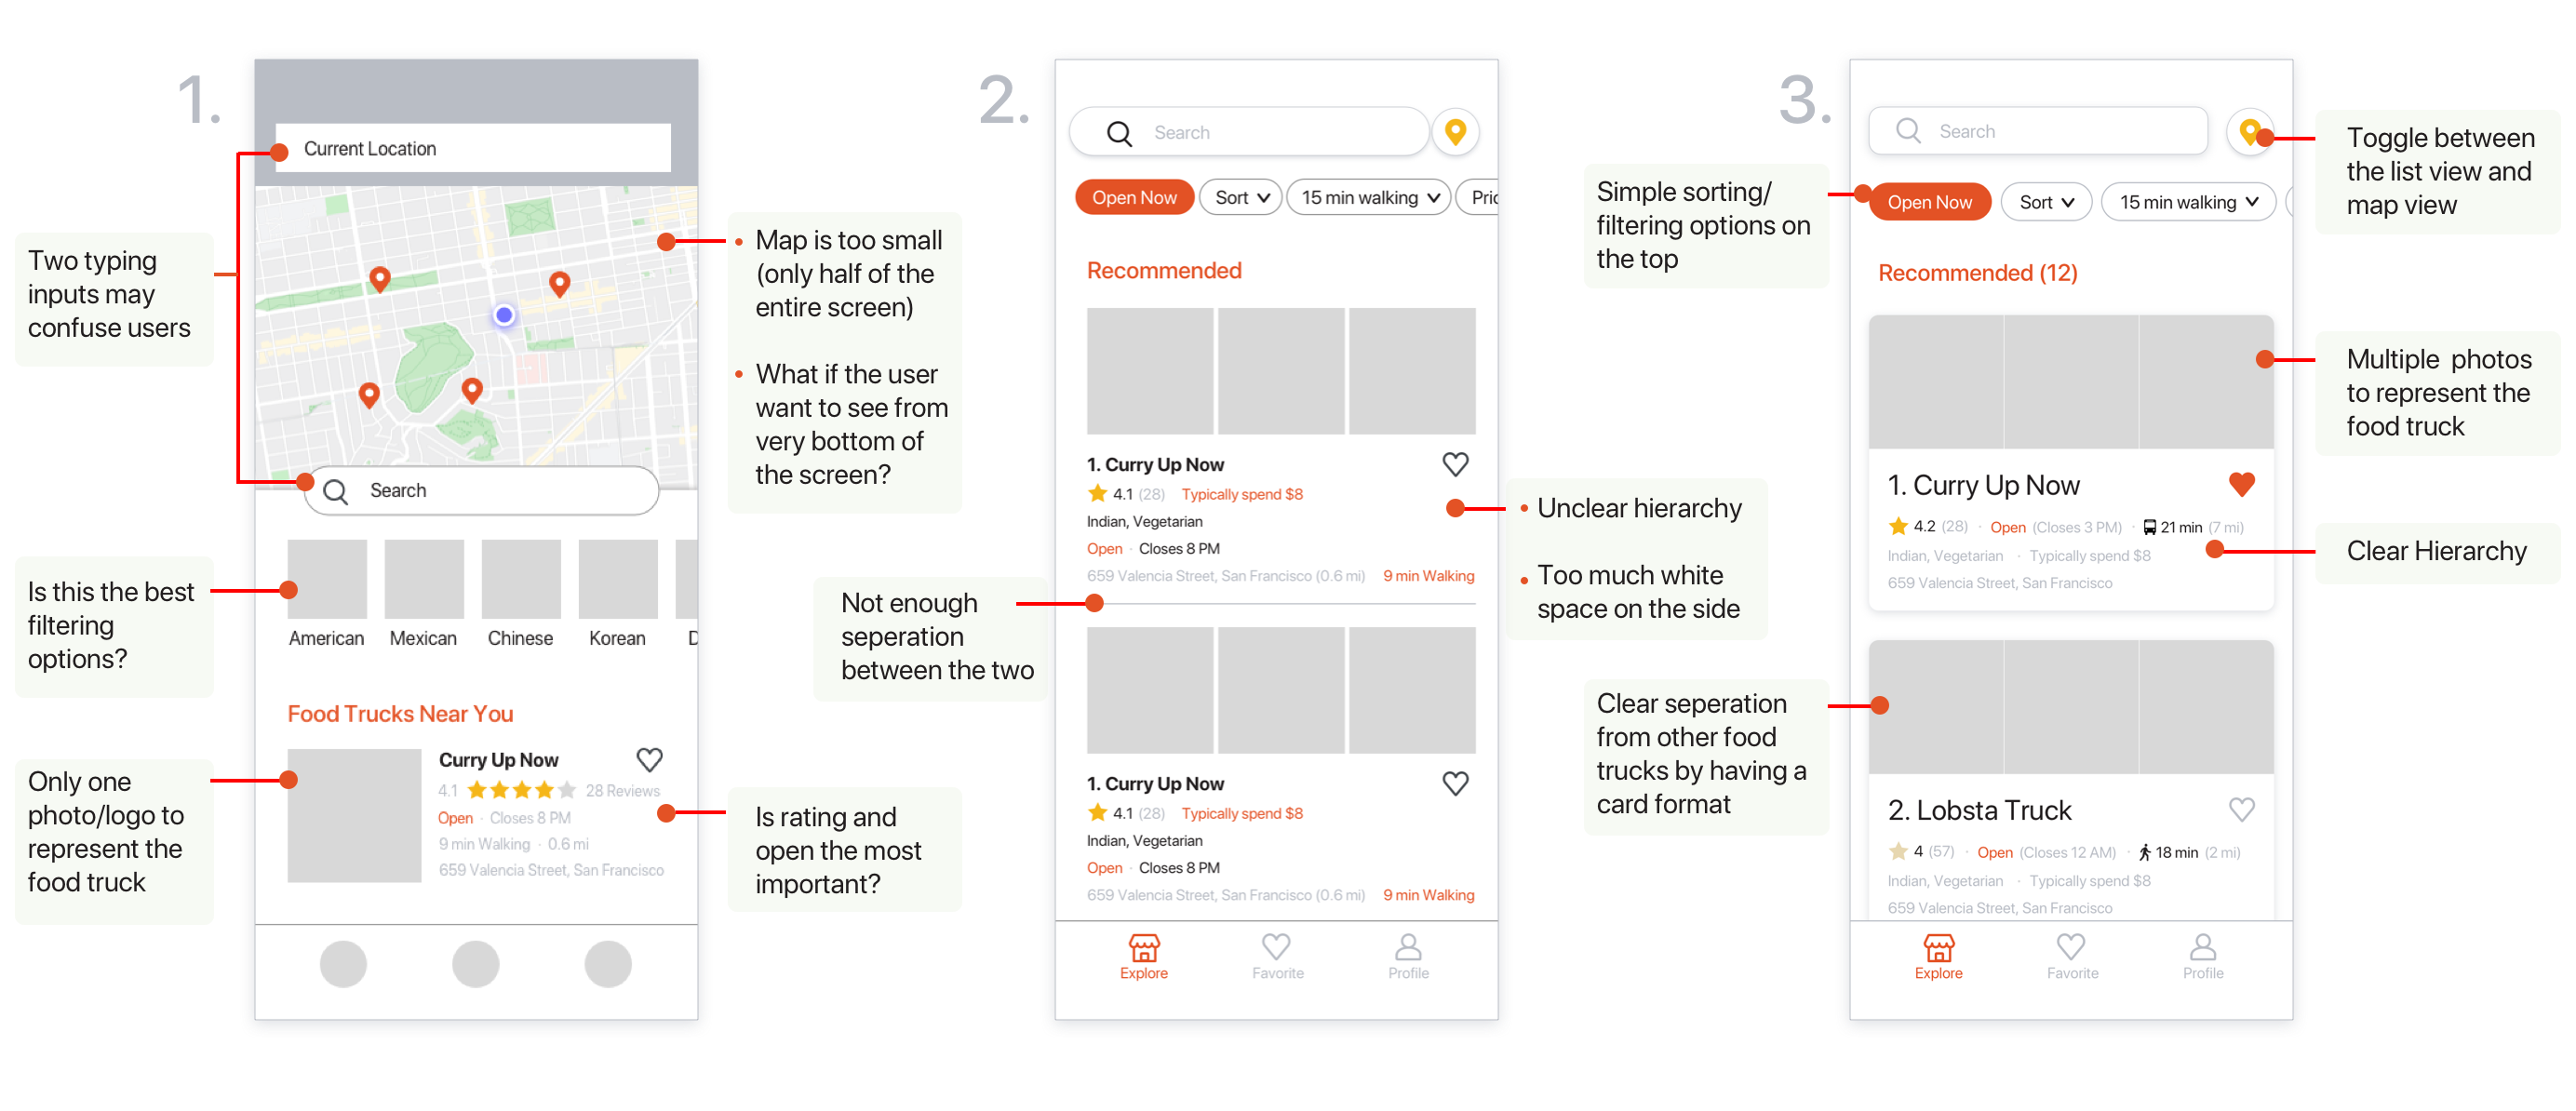 1.
Two typing
inputs may
confuse users
Is this the best
filtering
options?
Only one
photo/logo to
represent the
food truck
Current Location
Search
American Mexican Chinese Korean D
Food Trucks Near You
Curry Up Now
4.1 28 Reviews
Open · Closes 8 PM
9 min Walking · 0.6 mi
659 Valencia Street, San Francisco
• Map is too small
(only half of the
entire screen)
• What if the user
want to see from
very bottom of
the screen?
Is rating and
open the most
important?
2.
Not enough
seperation
between the two
Search
Open Now Sort 15 min walking Pric
Recommended
1. Curry Up Now
4.1 (28) Typically spend $8
Indian, Vegetarian
Open · Closes 8 PM
659 Valencia Street, San Francisco (0.6 mi) 9 min Walking
1. Curry Up Now
4.1 (28) Typically spend $8
Indian, Vegetarian
Open · Closes 8 PM
659 Valencia Street, San Francisco (0.6 mi) 9 min Walking
Explore Favorite Profile
• Unclear hierarchy
• Too much white
space on the side
3.
Simple sorting/
filtering options on
the top
Clear seperation
from other food
trucks by having a
card format
Search
Open Now Sort 15 min walking
Recommended (12)
1. Curry Up Now
4.2 (28) · Open (Closes 3 PM) · 21 min (7 mi)
Indian, Vegetarian · Typically spend $8
659 Valencia Street, San Francisco
2. Lobsta Truck
4 (57) · Open (Closes 12 AM) · 18 min (2 mi)
Indian, Vegetarian · Typically spend $8
659 Valencia Street, San Francisco
Explore Favorite Profile
Toggle between
the list view and
map view
Multiple photos
to represent the
food truck
Clear Hierarchy